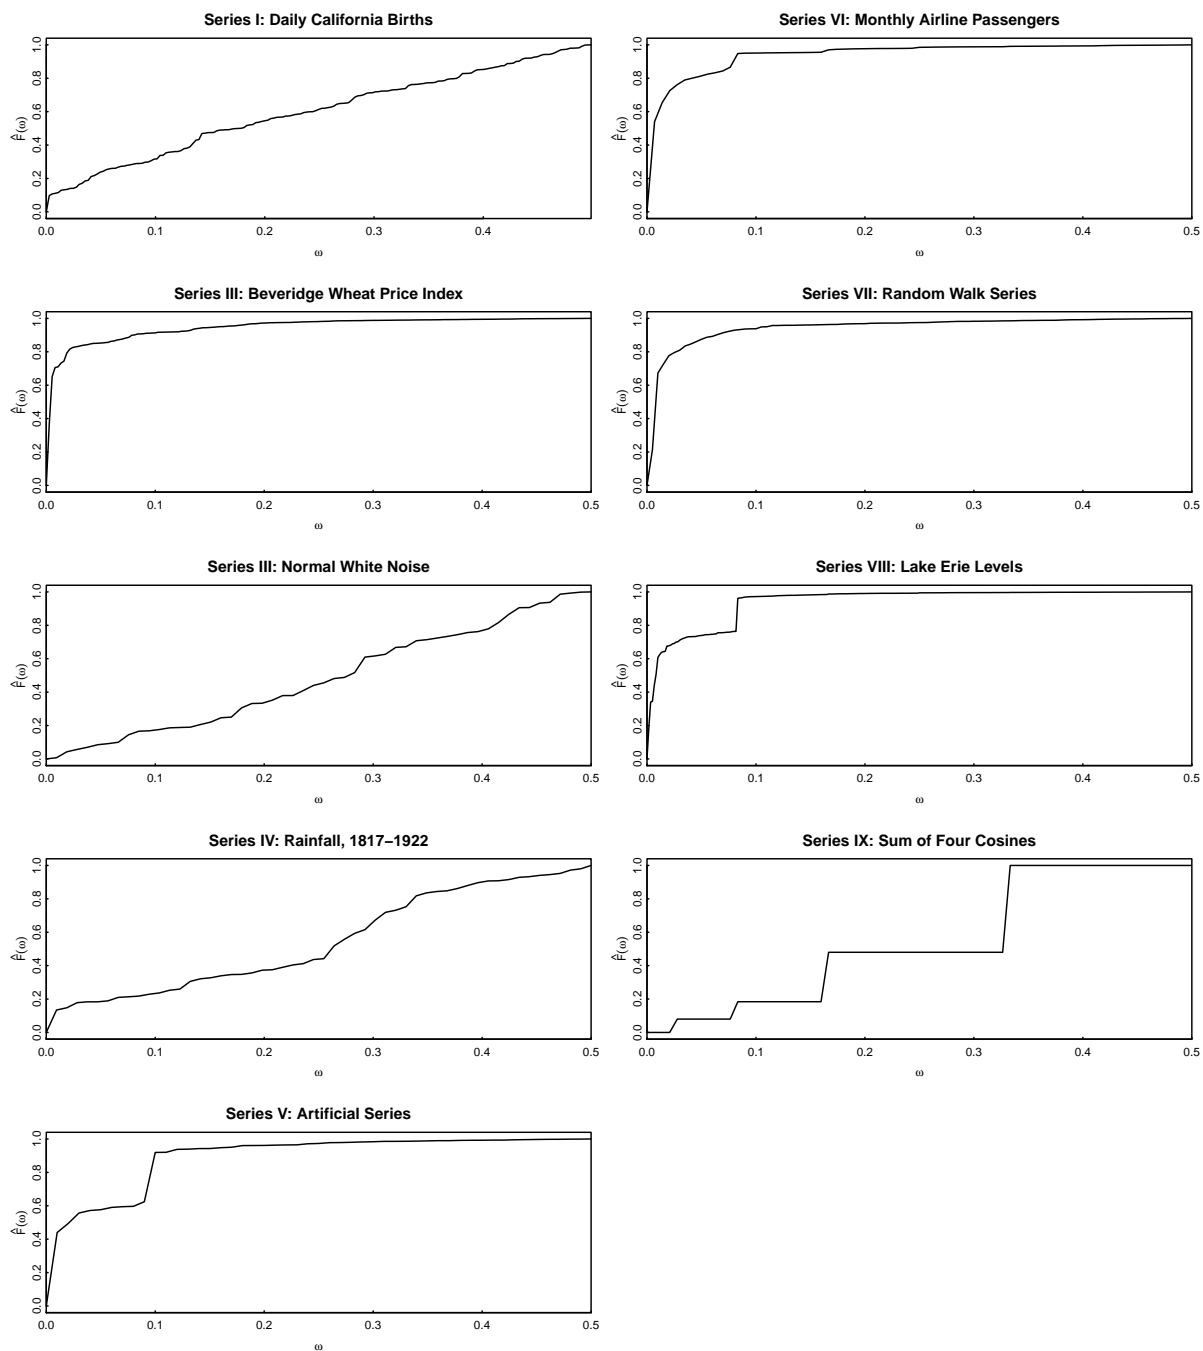 Series I: Daily California Births
F̂(ω)
0.0 0.2 0.4 0.6 0.8 1.0
0.0 0.1 0.2 0.3 0.4
ω
Series VI: Monthly Airline Passengers
F̂(ω)
0.0 0.2 0.4 0.6 0.8 1.0
0.0 0.1 0.2 0.3 0.4 0.5
ω
Series III: Beveridge Wheat Price Index
F̂(ω)
0.0 0.2 0.4 0.6 0.8 1.0
0.0 0.1 0.2 0.3 0.4 0.5
ω
Series VII: Random Walk Series
F̂(ω)
0.0 0.2 0.4 0.6 0.8 1.0
0.0 0.1 0.2 0.3 0.4 0.5
ω
Series III: Normal White Noise
F̂(ω)
0.0 0.2 0.4 0.6 0.8 1.0
0.0 0.1 0.2 0.3 0.4 0.5
ω
Series VIII: Lake Erie Levels
F̂(ω)
0.0 0.2 0.4 0.6 0.8 1.0
0.0 0.1 0.2 0.3 0.4 0.5
ω
Series IV: Rainfall, 1817−1922
F̂(ω)
0.0 0.2 0.4 0.6 0.8 1.0
0.0 0.1 0.2 0.3 0.4 0.5
ω
Series IX: Sum of Four Cosines
F̂(ω)
0.0 0.2 0.4 0.6 0.8 1.0
0.0 0.1 0.2 0.3 0.4 0.5
ω
Series V: Artificial Series
F̂(ω)
0.0 0.2 0.4 0.6 0.8 1.0
0.0 0.1 0.2 0.3 0.4 0.5
ω